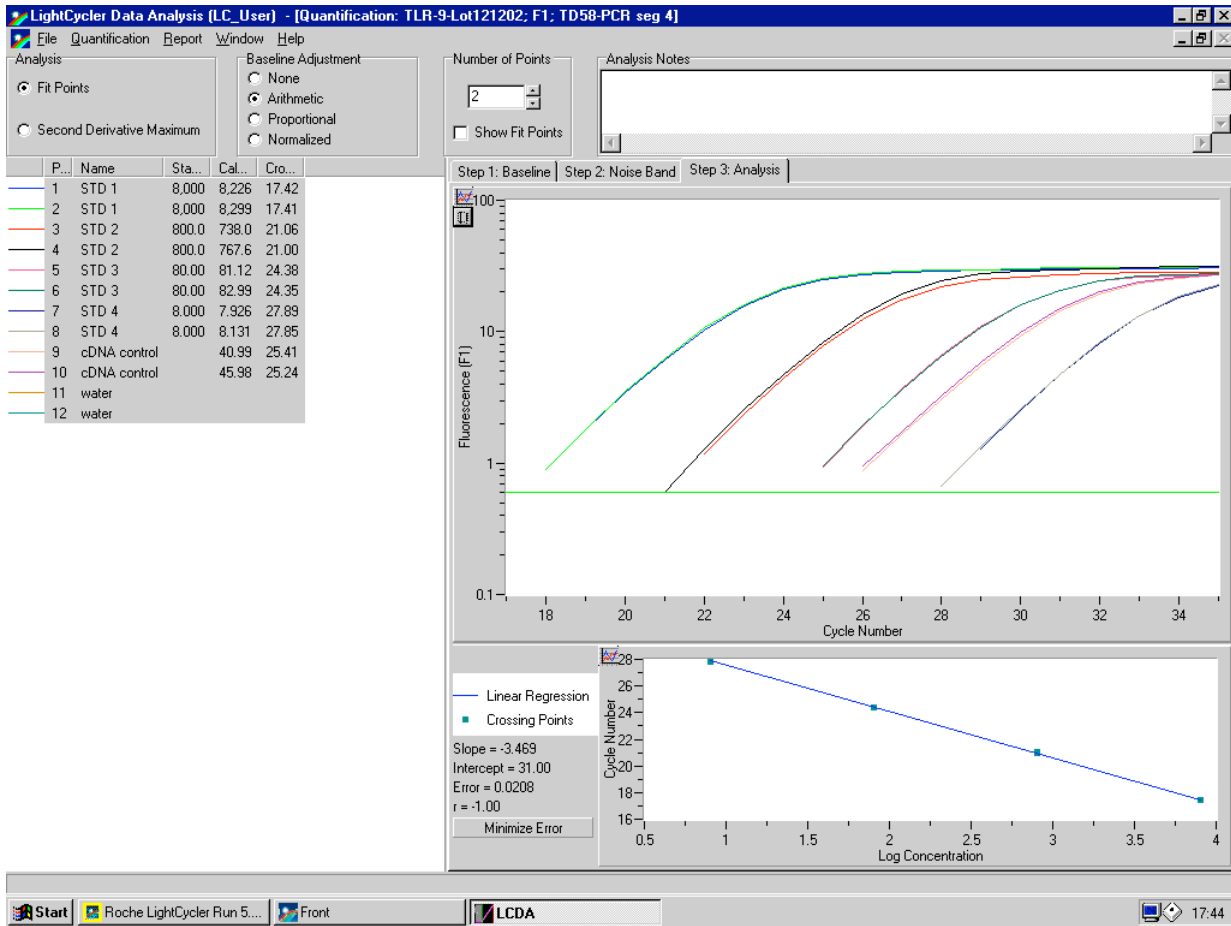 LightCycler Data Analysis (LC_User) - [Quantification: TLR-9-Lot121202; F1; TD58-PCR seg 4]
File Quantification Report Window Help
Analysis
Fit Points
Second Derivative Maximum
Baseline Adjustment
None
Arithmetic
Proportional
Normalized
Number of Points
2
Show Fit Points
Analysis Notes
P... Name Sta... Cal... Cro...
1 STD 1 8,000 8,226 17.42
2 STD 1 8,000 8,299 17.41
3 STD 2 800.0 738.0 21.06
4 STD 2 800.0 767.6 21.00
5 STD 3 80.00 81.12 24.38
6 STD 3 80.00 82.99 24.35
7 STD 4 8.000 7.926 27.89
8 STD 4 8.000 8.131 27.85
9 cDNA control 40.99 25.41
10 cDNA control 45.98 25.24
11 water
12 water
Step 1: Baseline Step 2: Noise Band Step 3: Analysis
100
10
1
0.1
Fluorescence (F1)
18 20 22 24 26 28 30 32 34
Cycle Number
Linear Regression
Crossing Points
Slope = -3.469
Intercept = 31.00
Error = 0.0208
r = -1.00
Minimize Error
28
26
24
22
20
18
16
Cycle Number
0.5 1 1.5 2 2.5 3 3.5 4
Log Concentration
Start Roche LightCycler Run 5.... Front LCDA 17:44